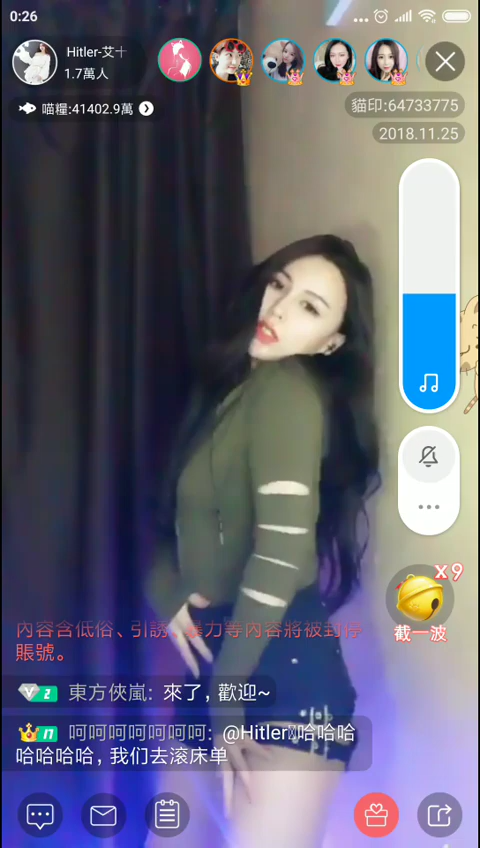 0:26
Hitler-艾
1.7萬人
喵糧:41402.9萬
貓印:64733775
2018.11.25
x9
截一波
內容含低俗、引誘、暴力等內容將被封停
賬號。
V 2 東方俠嵐: 來了, 歡迎~
n 呵呵呵呵呵呵呵: @Hitler哈哈哈
哈哈哈哈, 我们去滚床单